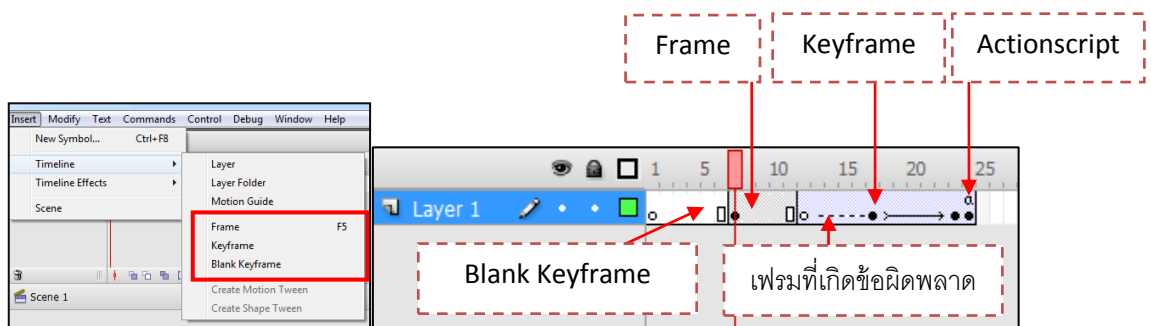 Frame
Keyframe
Actionscript
Insert Modify Text Commands Control Debug Window Help
New Symbol... Ctrl+F8
Timeline
Timeline Effects
Scene
Layer
Layer Folder
Motion Guide
Frame F5
Keyframe
Blank Keyframe
Create Motion Tween
Create Shape Tween
Scene 1
1 5 10 15 20 25
Layer 1
a
Blank Keyframe
เฟรมที่เกิดข้อผิดพลาด